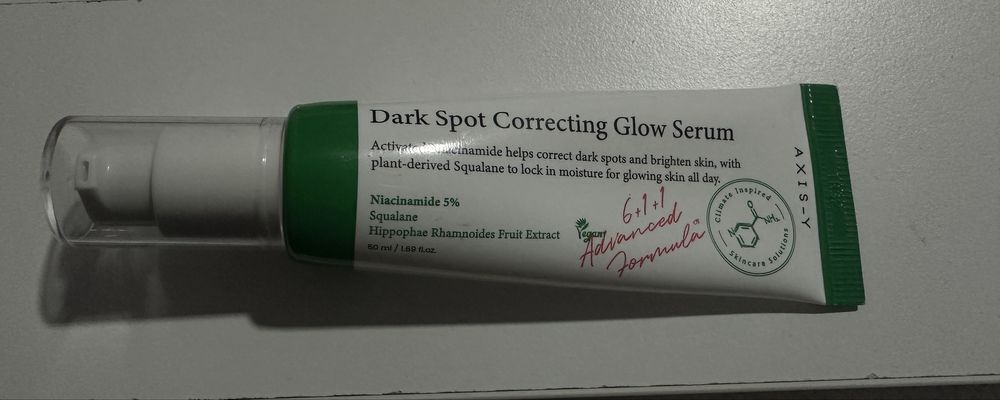 Dark Spot Correcting Glow Serum
Activated Niacinamide helps correct dark spots and brighten skin, with
plant-derived Squalane to lock in moisture for glowing skin all day.
Niacinamide 5%
Squalane
Hippophae Rhamnoides Fruit Extract
50 ml / 1.69 fl.oz.
Vegan
6+1+1
Advanced
Formula
Climate Inspired
N
O
NH₂
Skincare Solutions
AXIS-Y